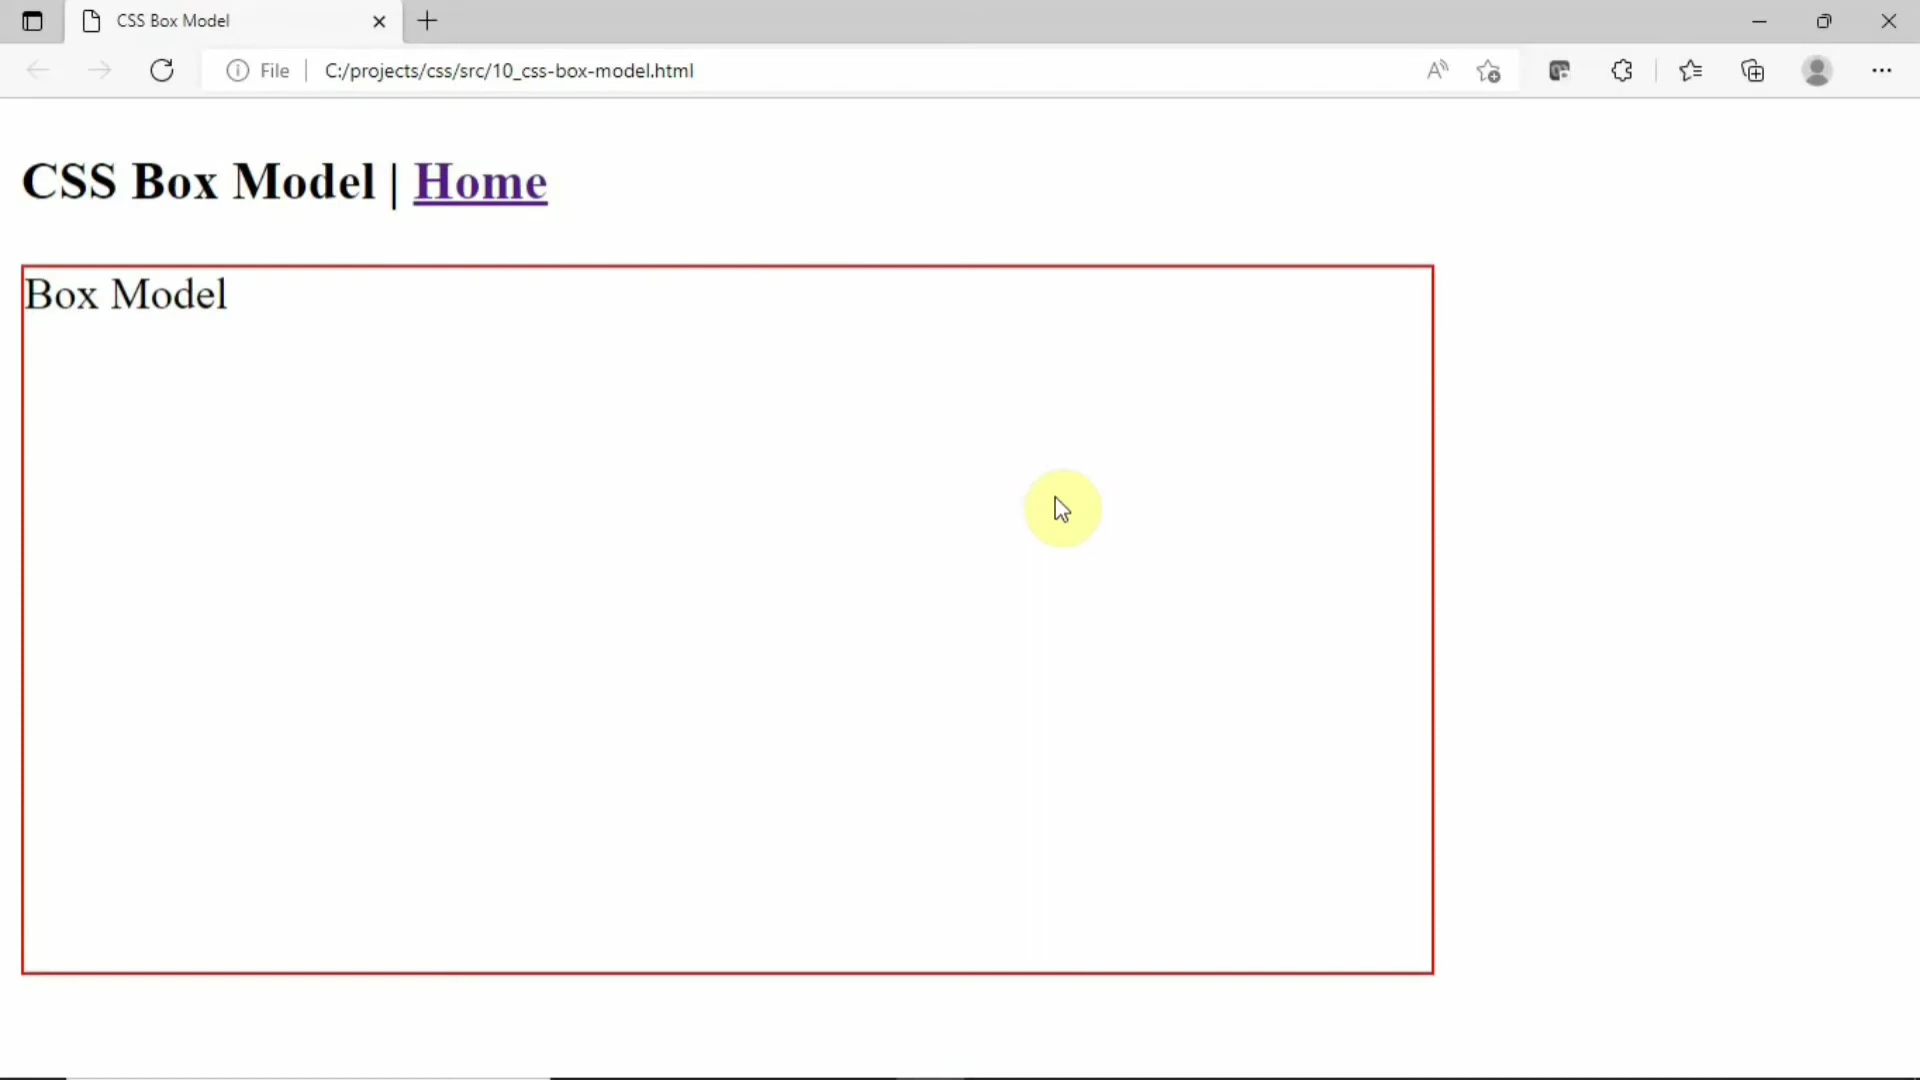 CSS Box Model
File C:/projects/css/src/10_css-box-model.html
CSS Box Model | Home
Box Model